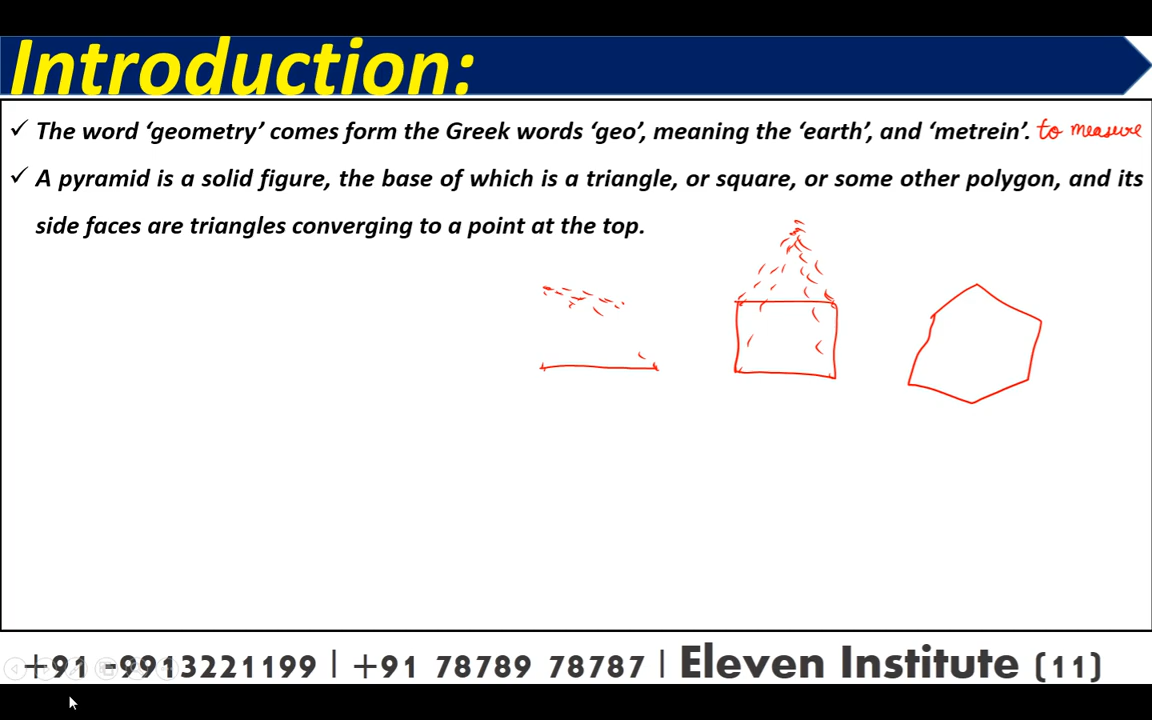 Introduction:
✓ The word ‘geometry’ comes form the Greek words ‘geo’, meaning the ‘earth’, and ‘metrein’. to measure
✓ A pyramid is a solid figure, the base of which is a triangle, or square, or some other polygon, and its
side faces are triangles converging to a point at the top.
+91 -9913221199 | +91 78789 78787 | Eleven Institute (11)